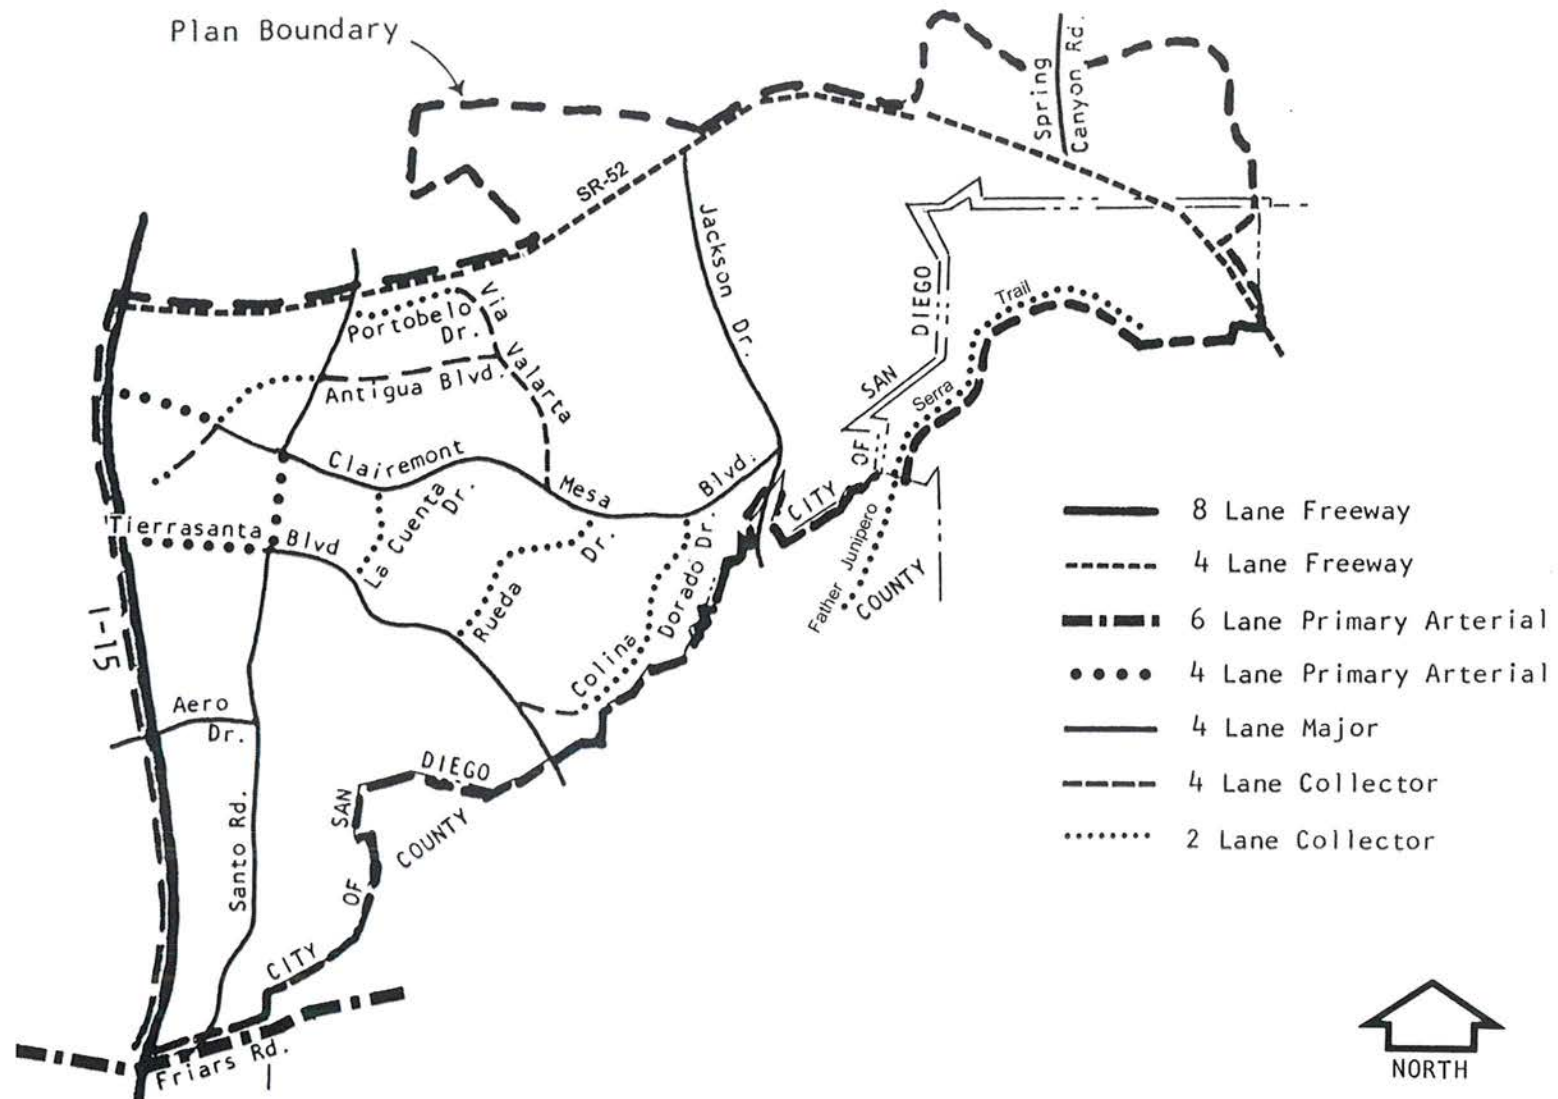 Plan Boundary
Spring
Canyon Rd.
SR-52
Jackson Dr.
Via
Valarta
Portobelo
Dr.
Antigua Blvd.
Trail
Serra
Father Junipero
SAN
DIEGO
OF
CITY
COUNTY
Clairemont
Mesa
Blvd.
Tierrasanta
Blvd
La Cuenta
Dr.
Rueda
Dr.
Colina
Dorado Dr.
I-15
Aero
Dr.
Santo Rd.
CITY
OF
SAN
DIEGO
COUNTY
Friars Rd.
8 Lane Freeway
4 Lane Freeway
6 Lane Primary Arterial
4 Lane Primary Arterial
4 Lane Major
4 Lane Collector
2 Lane Collector
NORTH